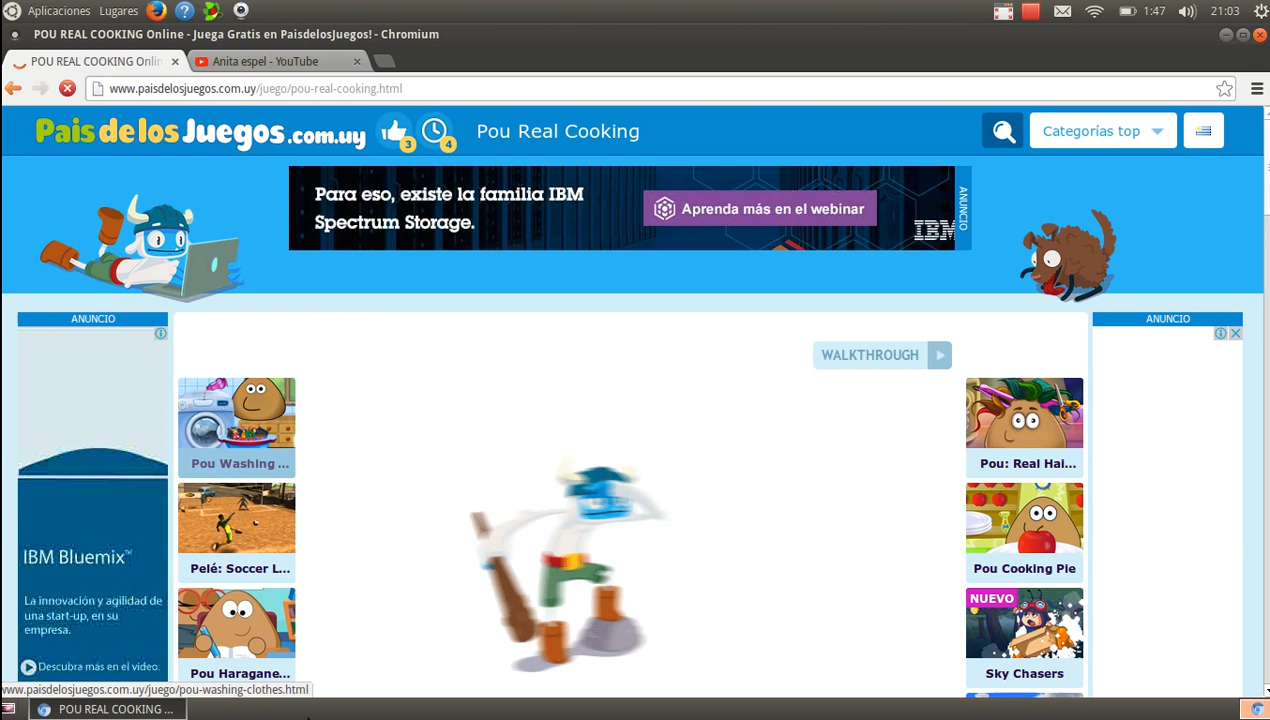 Aplicaciones Lugares
1:47
21:03
POU REAL COOKING Online - Juega Gratis en PaisdelosJuegos! - Chromium
POU REAL COOKING Onlin
Anita espel - YouTube
www.paisdelosjuegos.com.uy/juego/pou-real-cooking.html
PaisdelosJuegos.com.uy
3
4
Pou Real Cooking
Categorías top
Para eso, existe la familia IBM
Spectrum Storage.
Aprenda más en el webinar
IBM
ANUNCIO
ANUNCIO
ANUNCIO
WALKTHROUGH
Pou Washing ...
Pelé: Soccer L...
Pou Haragane...
Pou: Real Hai...
Pou Cooking Pie
NUEVO
Sky Chasers
IBM Bluemix™
La innovación y agilidad de
una start-up, en su
empresa.
Descubra más en el video.
www.paisdelosjuegos.com.uy/juego/pou-washing-clothes.html
POU REAL COOKING ...